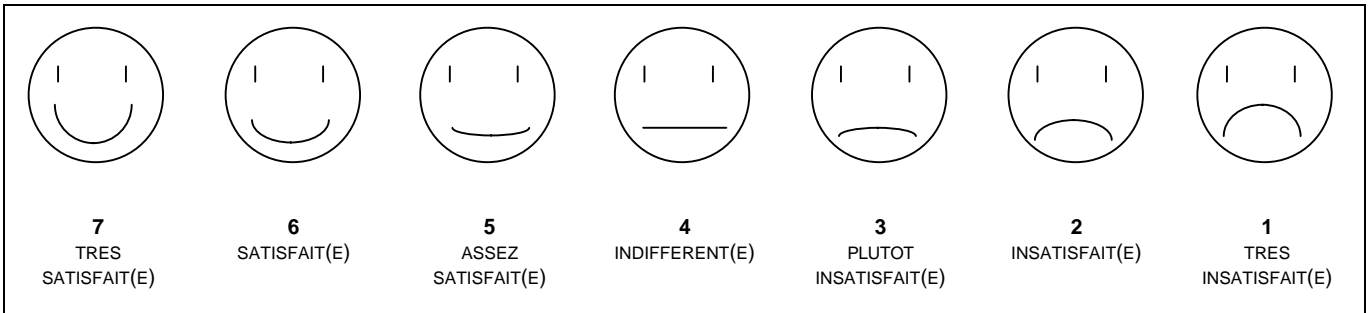 7
TRES
SATISFAIT(E)
6
SATISFAIT(E)
5
ASSEZ
SATISFAIT(E)
4
INDIFFERENT(E)
3
PLUTOT
INSATISFAIT(E)
2
INSATISFAIT(E)
1
TRES
INSATISFAIT(E)